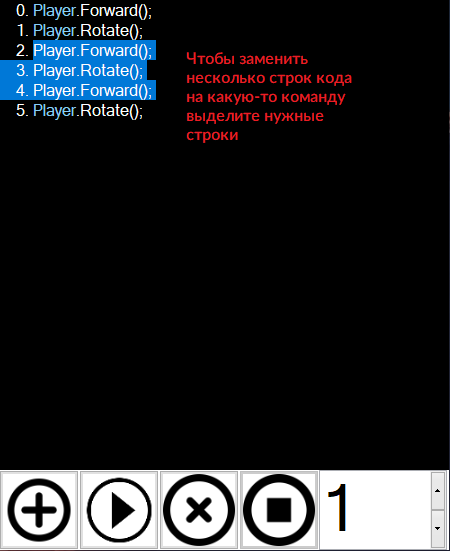 0. Player.Forward();
1. Player.Rotate();
2. Player.Forward();
3. Player.Rotate();
4. Player.Forward();
5. Player.Rotate();
Чтобы заменить
несколько строк кода
на какую-то команду
выделите нужные
строки
1